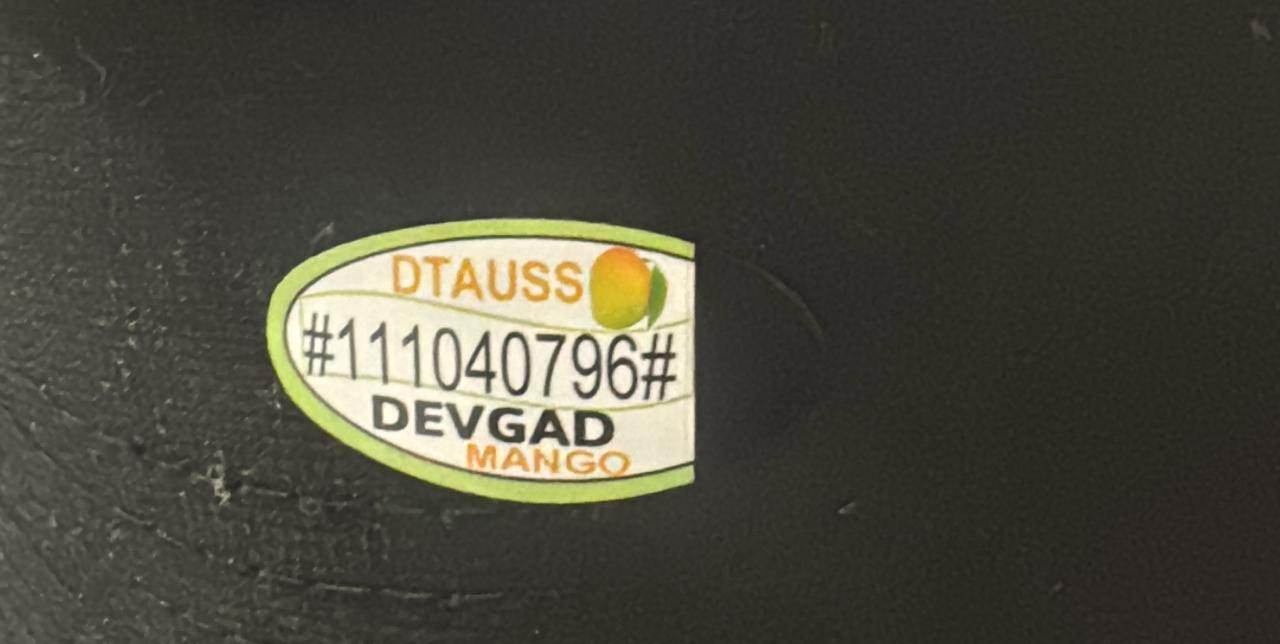 DTAUSS
#111040796#
DEVGAD
MANGO